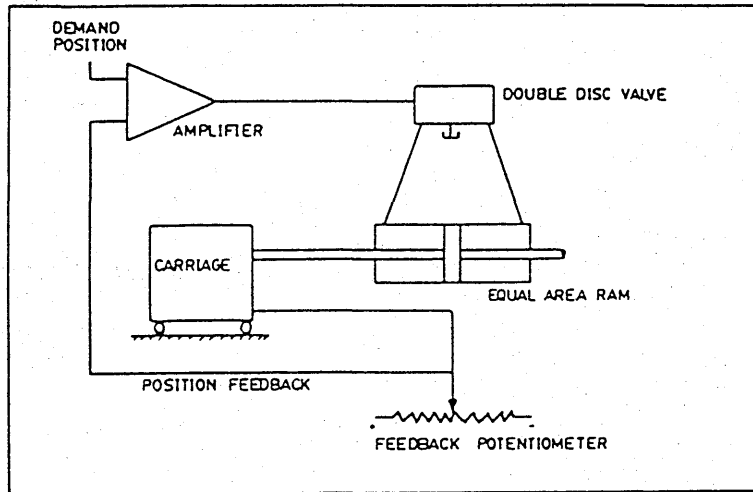 DEMAND
POSITION
DOUBLE DISC VALVE
AMPLIFIER
CARRIAGE
EQUAL AREA RAM
POSITION FEEDBACK
FEEDBACK POTENTIOMETER